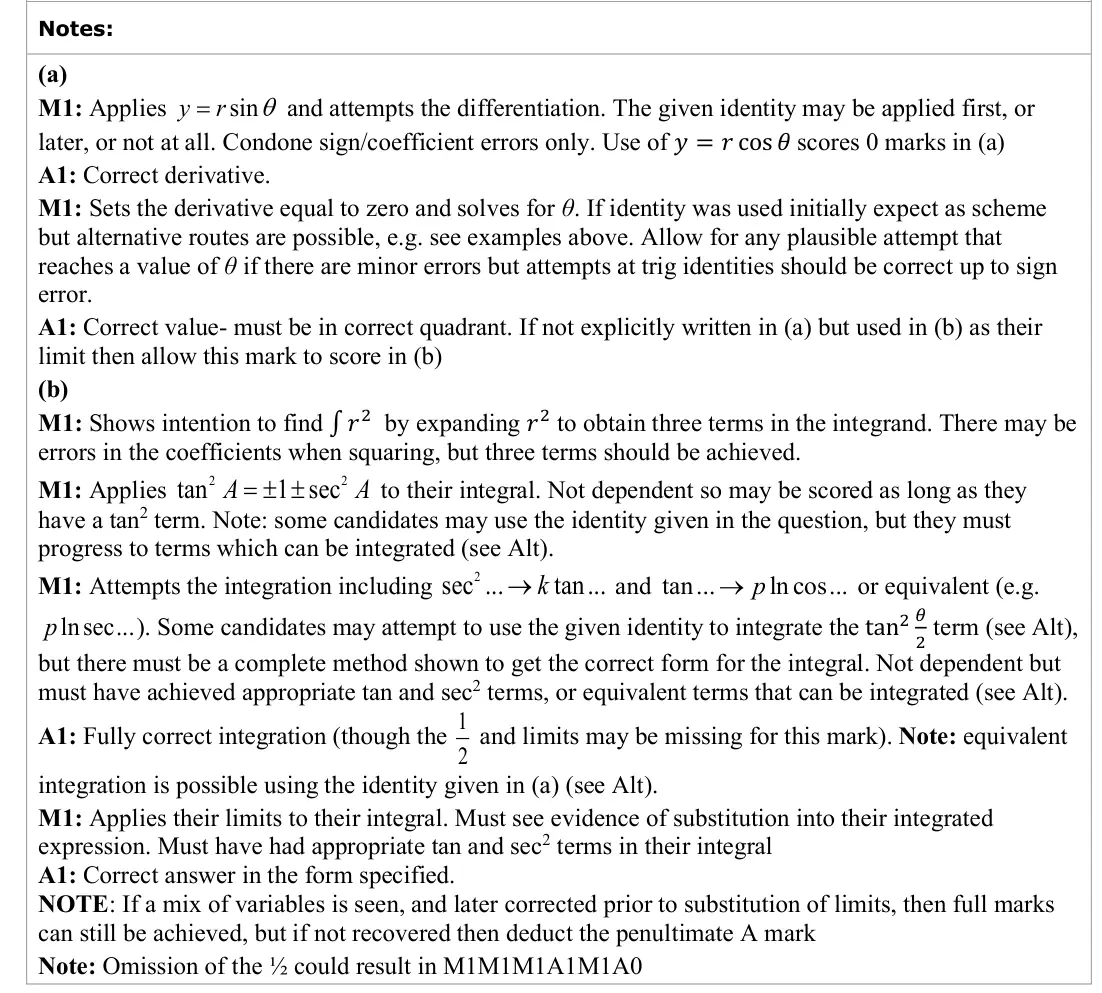 Notes:
(a)
M1: Applies y = r sin θ and attempts the differentiation. The given identity may be applied first, or
later, or not at all. Condone sign/coefficient errors only. Use of y = r cos θ scores 0 marks in (a)
A1: Correct derivative.
M1: Sets the derivative equal to zero and solves for θ. If identity was used initially expect as scheme
but alternative routes are possible, e.g. see examples above. Allow for any plausible attempt that
reaches a value of θ if there are minor errors but attempts at trig identities should be correct up to sign
error.
A1: Correct value- must be in correct quadrant. If not explicitly written in (a) but used in (b) as their
limit then allow this mark to score in (b)
(b)
M1: Shows intention to find ∫ r² by expanding r² to obtain three terms in the integrand. There may be
errors in the coefficients when squaring, but three terms should be achieved.
M1: Applies tan² A = ±1 ± sec² A to their integral. Not dependent so may be scored as long as they
have a tan² term. Note: some candidates may use the identity given in the question, but they must
progress to terms which can be integrated (see Alt).
M1: Attempts the integration including sec² ... → k tan ... and tan ... → p ln cos ... or equivalent (e.g.
p ln sec ...). Some candidates may attempt to use the given identity to integrate the tan² θ/2 term (see Alt),
but there must be a complete method shown to get the correct form for the integral. Not dependent but
must have achieved appropriate tan and sec² terms, or equivalent terms that can be integrated (see Alt).
A1: Fully correct integration (though the 1/2 and limits may be missing for this mark). Note: equivalent
integration is possible using the identity given in (a) (see Alt).
M1: Applies their limits to their integral. Must see evidence of substitution into their integrated
expression. Must have had appropriate tan and sec² terms in their integral
A1: Correct answer in the form specified.
NOTE: If a mix of variables is seen, and later corrected prior to substitution of limits, then full marks
can still be achieved, but if not recovered then deduct the penultimate A mark
Note: Omission of the ½ could result in M1M1M1A1M1A0